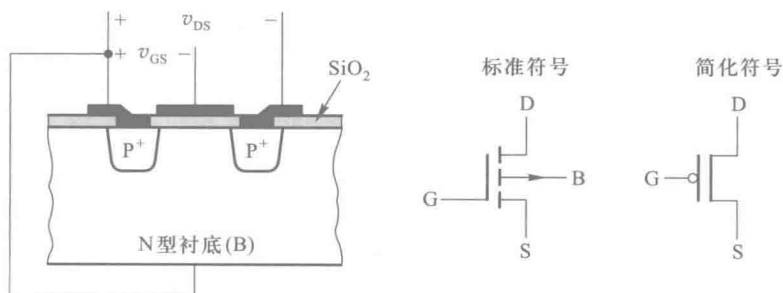 + v_DS −
+ v_GS −
SiO₂
P⁺ P⁺
N型衬底(B)
标准符号
D
G
B
S
简化符号
D
G
S